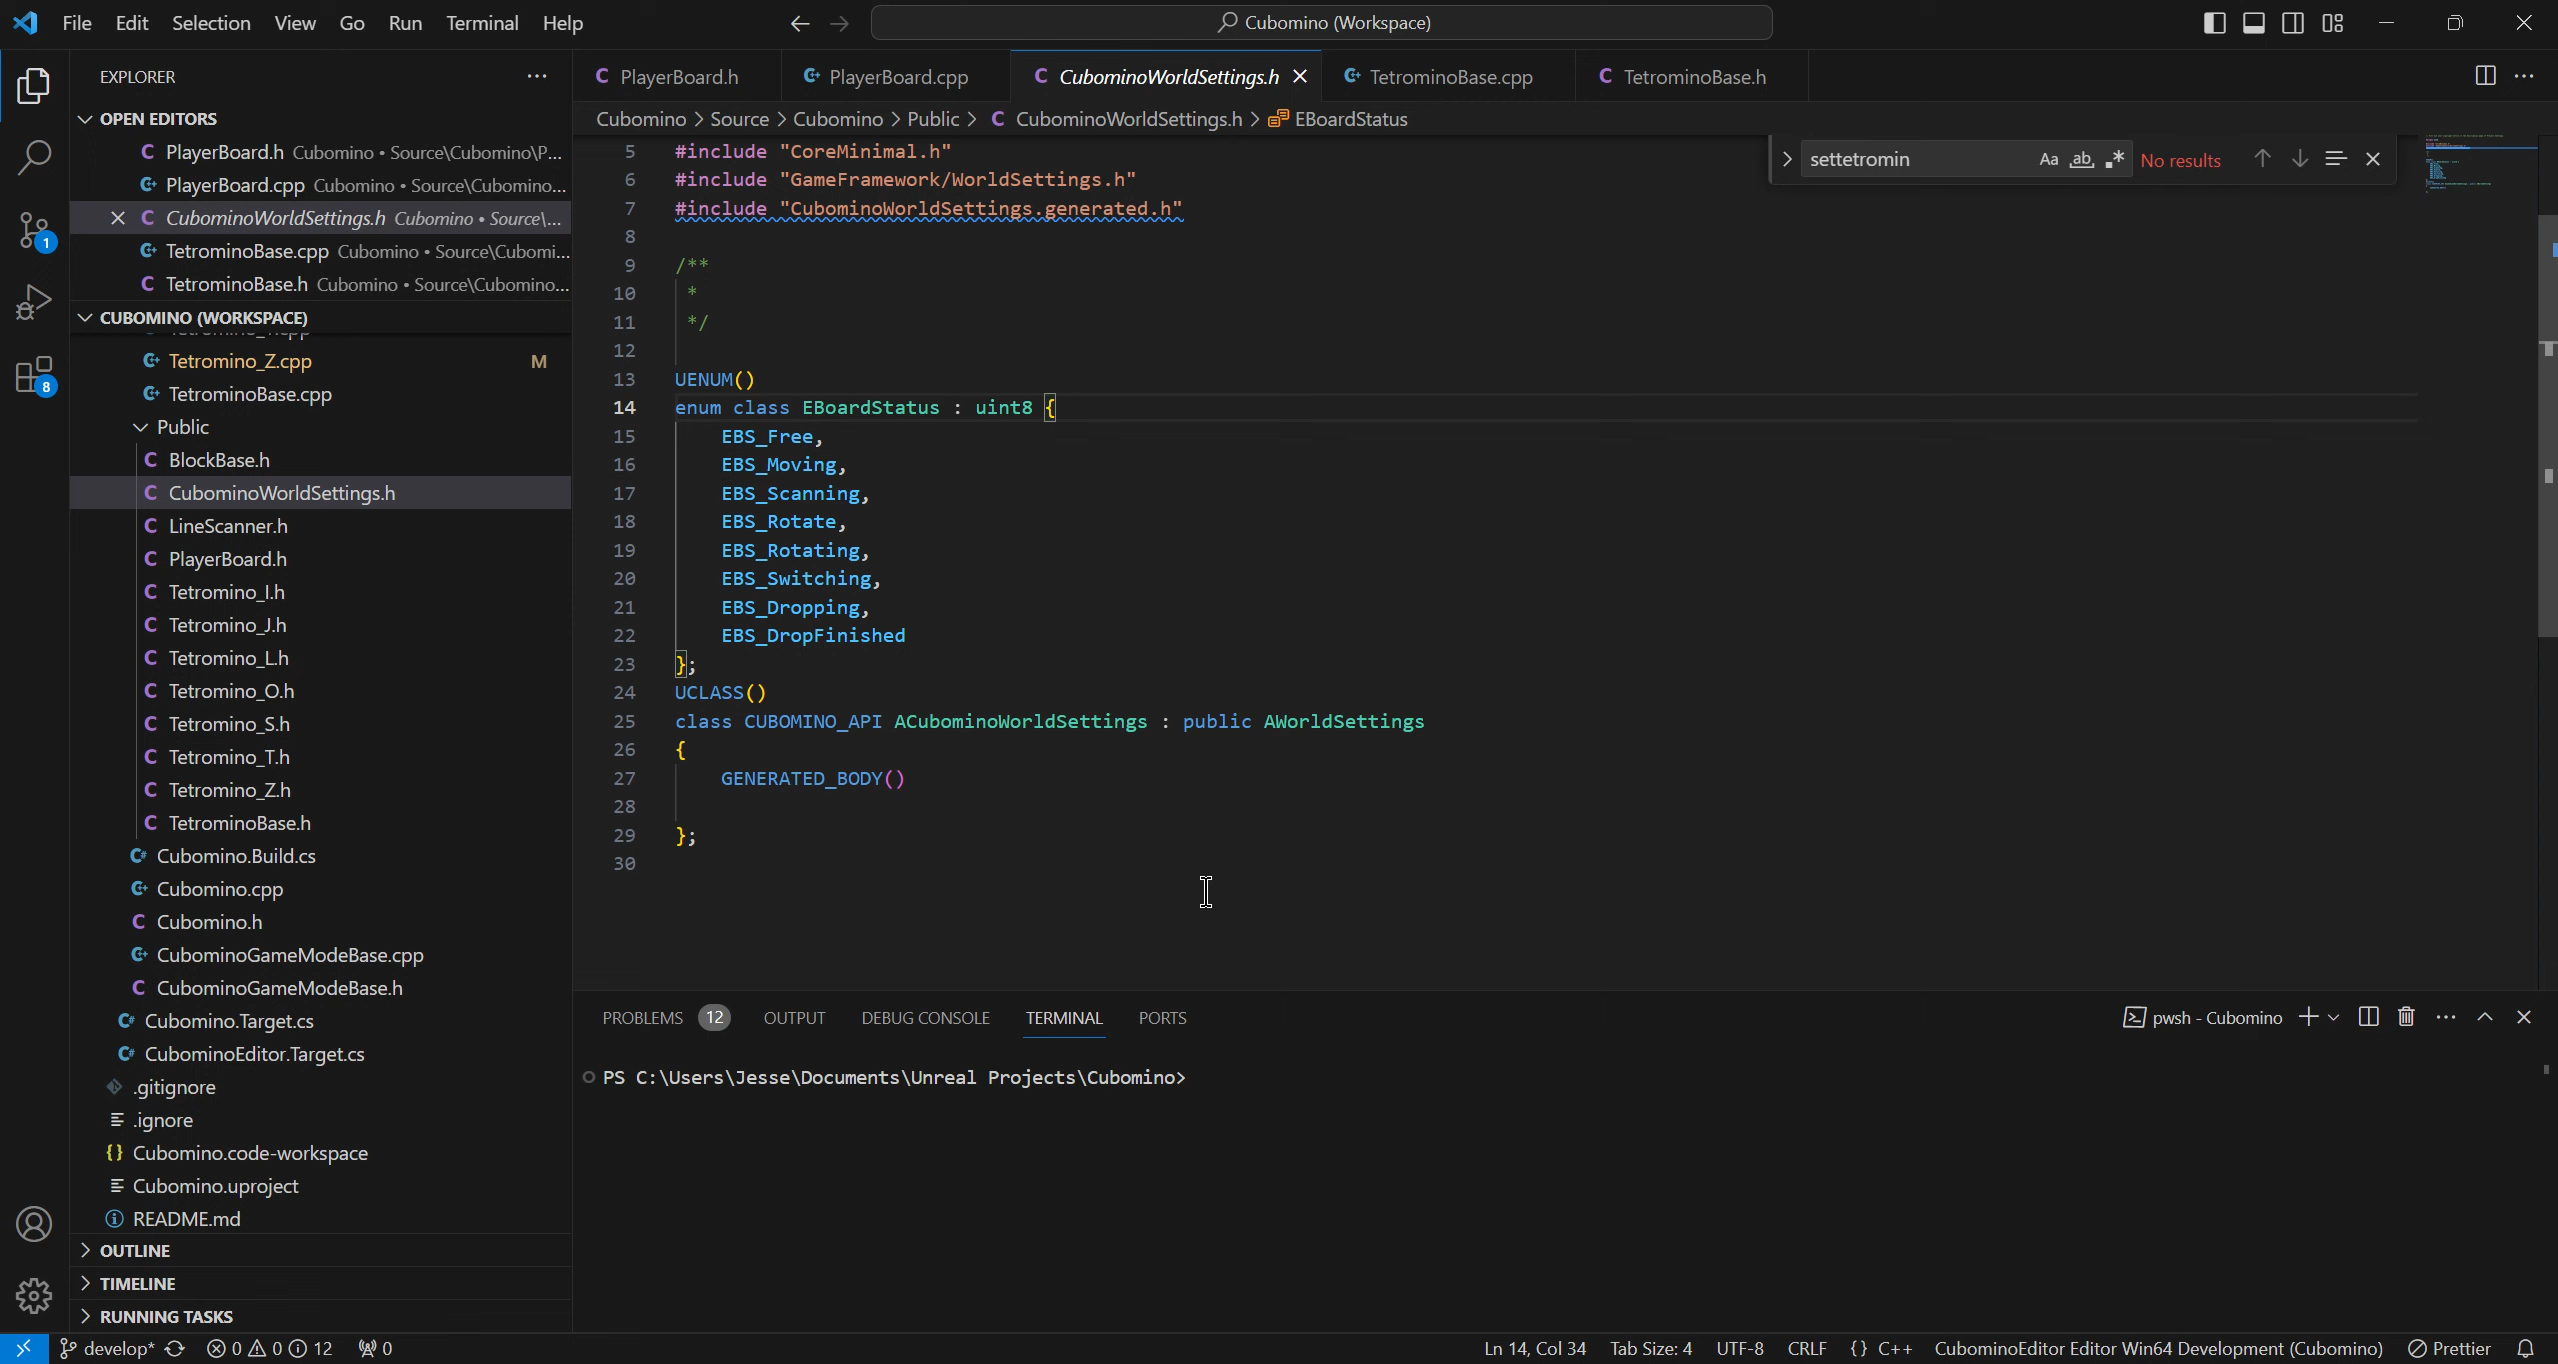 File Edit Selection View Go Run Terminal Help
Cubomino (Workspace)
EXPLORER
OPEN EDITORS
PlayerBoard.h Cubomino • Source\Cubomino\P...
PlayerBoard.cpp Cubomino • Source\Cubomino...
CubominoWorldSettings.h Cubomino • Source\...
TetrominoBase.cpp Cubomino • Source\Cubomi...
TetrominoBase.h Cubomino • Source\Cubomino...
CUBOMINO (WORKSPACE)
Tetromino_Z.cpp M
TetrominoBase.cpp
Public
BlockBase.h
CubominoWorldSettings.h
LineScanner.h
PlayerBoard.h
Tetromino_I.h
Tetromino_J.h
Tetromino_L.h
Tetromino_O.h
Tetromino_S.h
Tetromino_T.h
Tetromino_Z.h
TetrominoBase.h
Cubomino.Build.cs
Cubomino.cpp
Cubomino.h
CubominoGameModeBase.cpp
CubominoGameModeBase.h
Cubomino.Target.cs
CubominoEditor.Target.cs
.gitignore
.ignore
Cubomino.code-workspace
Cubomino.uproject
README.md
OUTLINE
TIMELINE
RUNNING TASKS
1
8
PlayerBoard.h PlayerBoard.cpp CubominoWorldSettings.h TetrominoBase.cpp TetrominoBase.h
Cubomino > Source > Cubomino > Public > C CubominoWorldSettings.h > EBoardStatus
settetromin Aa ab No results
5 #include "CoreMinimal.h"
6 #include "GameFramework/WorldSettings.h"
7 #include "CubominoWorldSettings.generated.h"
8
9 /**
10 *
11 */
12
13 UENUM()
14 enum class EBoardStatus : uint8 {
15 EBS_Free,
16 EBS_Moving,
17 EBS_Scanning,
18 EBS_Rotate,
19 EBS_Rotating,
20 EBS_Switching,
21 EBS_Dropping,
22 EBS_DropFinished
23 };
24 UCLASS()
25 class CUBOMINO_API ACubominoWorldSettings : public AWorldSettings
26 {
27 GENERATED_BODY()
28
29 };
30
PROBLEMS 12 OUTPUT DEBUG CONSOLE TERMINAL PORTS
pwsh - Cubomino
PS C:\Users\Jesse\Documents\Unreal Projects\Cubomino>
develop* 0 0 12 0
Ln 14, Col 34 Tab Size: 4 UTF-8 CRLF {} C++ CubominoEditor Editor Win64 Development (Cubomino) Prettier